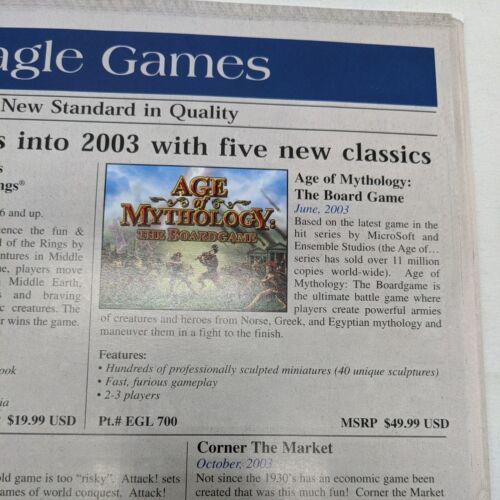 agle Games
New Standard in Quality
s into 2003 with five new classics
s
ngs®
6 and up.
ence the fun &
l of the Rings by
entures in Middle
e, players move
Middle Earth,
s and braving
c creatures. The
r wins the game.
ook
ia
$19.99 USD
AGE
OF
MYTHOLOGY:
THE BOARDGAME
Age of Mythology:
The Board Game
June, 2003
Based on the latest game in the
hit series by MicroSoft and
Ensemble Studios (the Age of…
series has sold over 11 million
copies world-wide). Age of
Mythology: The Boardgame is
the ultimate battle game where
players create powerful armies
of creatures and heroes from Norse, Greek, and Egyptian mythology and
maneuver them in a fight to the finish.
Features:
• Hundreds of professionally sculpted miniatures (40 unique sculptures)
• Fast, furious gameplay
• 2-3 players
Pt.# EGL 700 MSRP $49.99 USD
old game is too "risky". Attack! sets
ames of world conquest, Attack!
Corner The Market
October, 2003
Not since the 1930's has an economic game been
created that was this much fun! Corner the Market